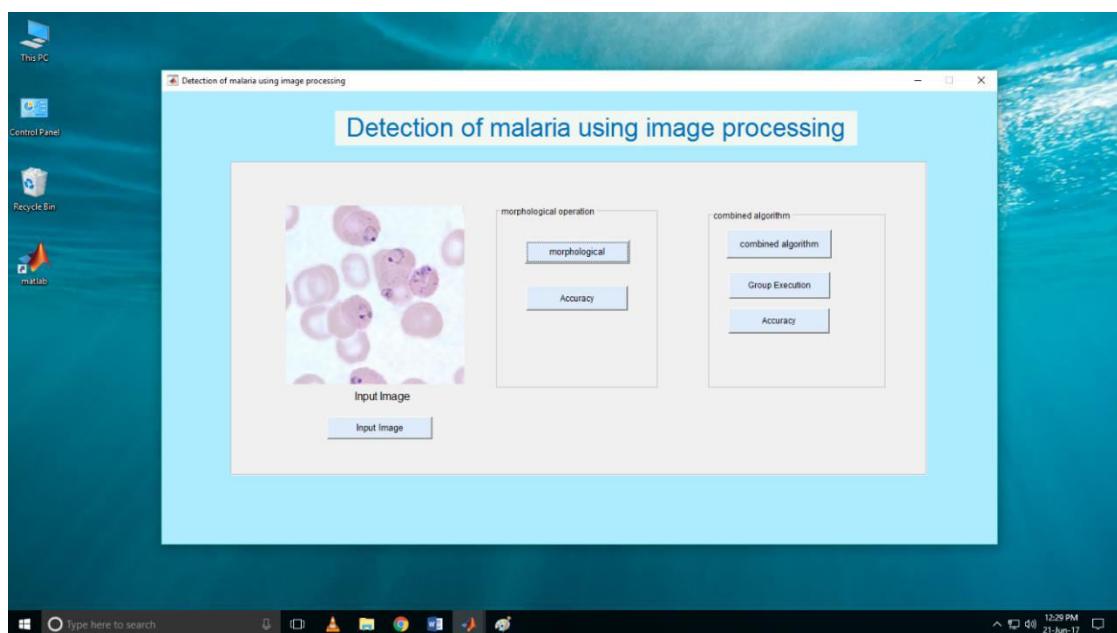 This PC
Control Panel
Recycle Bin
matlab
Detection of malaria using image processing
Detection of malaria using image processing
morphological operation
morphological
Accuracy
combined algorithm
combined algorithm
Group Execution
Accuracy
Input Image
Input Image
Type here to search
12:29 PM
21-Jun-17